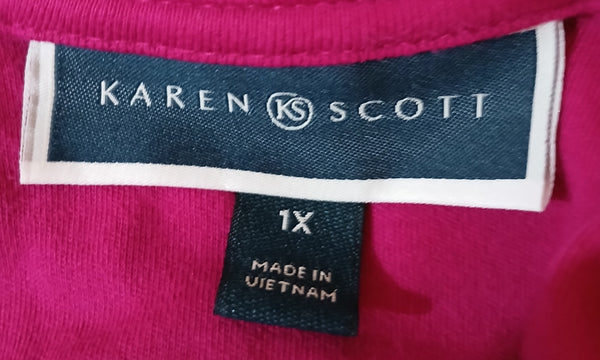 KAREN KS SCOTT
1X
MADE IN
VIETNAM